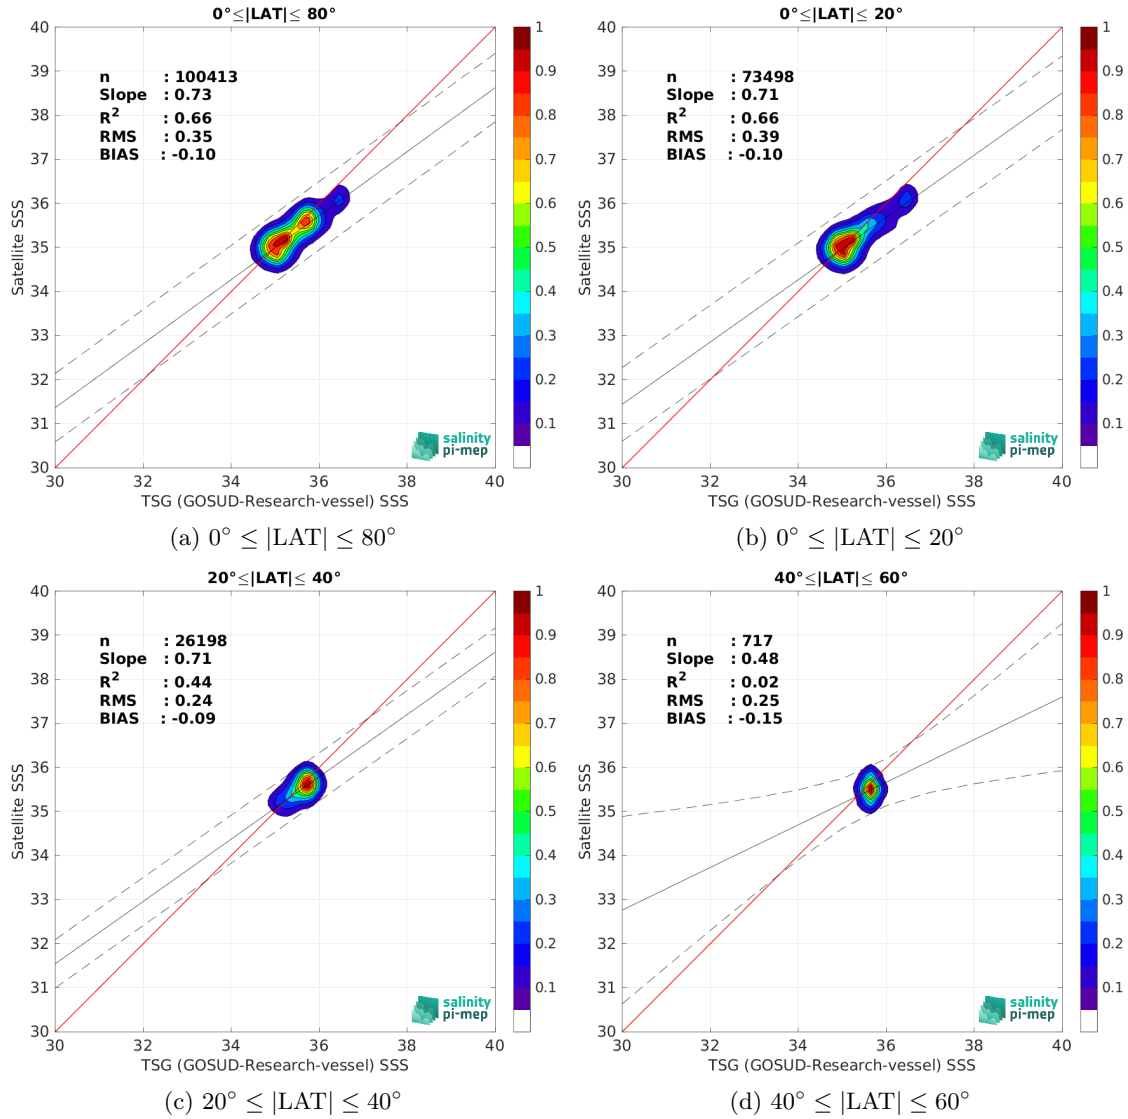 0°≤|LAT|≤ 80°
n : 100413
Slope : 0.73
R² : 0.66
RMS : 0.35
BIAS : -0.10
40
39
38
37
36
35
34
33
32
31
30
Satellite SSS
30 32 34 36 38 40
TSG (GOSUD-Research-vessel) SSS
salinity
pi-mep
1
0.9
0.8
0.7
0.6
0.5
0.4
0.3
0.2
0.1
(a) 0° ≤ |LAT| ≤ 80°
0°≤|LAT|≤ 20°
n : 73498
Slope : 0.71
R² : 0.66
RMS : 0.39
BIAS : -0.10
40
39
38
37
36
35
34
33
32
31
30
Satellite SSS
30 32 34 36 38 40
TSG (GOSUD-Research-vessel) SSS
salinity
pi-mep
1
0.9
0.8
0.7
0.6
0.5
0.4
0.3
0.2
0.1
(b) 0° ≤ |LAT| ≤ 20°
20°≤|LAT|≤ 40°
n : 26198
Slope : 0.71
R² : 0.44
RMS : 0.24
BIAS : -0.09
40
39
38
37
36
35
34
33
32
31
30
Satellite SSS
30 32 34 36 38 40
TSG (GOSUD-Research-vessel) SSS
salinity
pi-mep
1
0.9
0.8
0.7
0.6
0.5
0.4
0.3
0.2
0.1
(c) 20° ≤ |LAT| ≤ 40°
40°≤|LAT|≤ 60°
n : 717
Slope : 0.48
R² : 0.02
RMS : 0.25
BIAS : -0.15
40
39
38
37
36
35
34
33
32
31
30
Satellite SSS
30 32 34 36 38 40
TSG (GOSUD-Research-vessel) SSS
salinity
pi-mep
1
0.9
0.8
0.7
0.6
0.5
0.4
0.3
0.2
0.1
(d) 40° ≤ |LAT| ≤ 60°